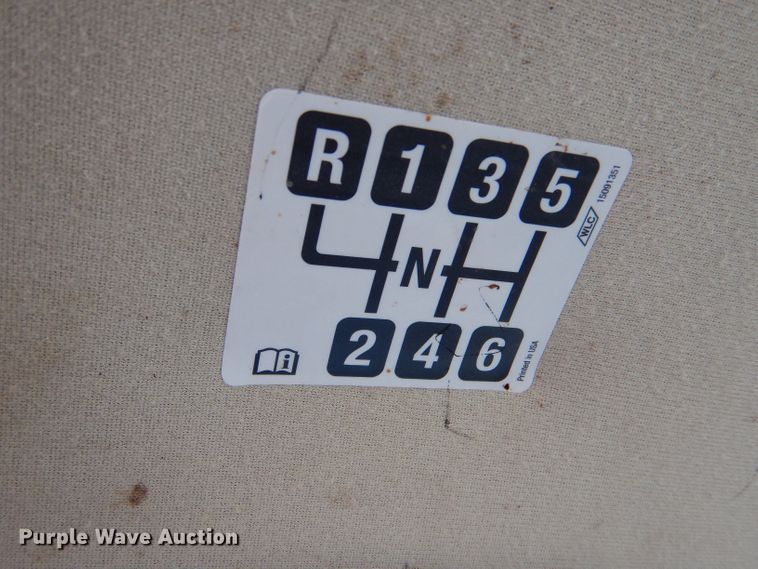 R 1 3 5
15091351
WLC
N
2 4 6
Printed in USA
i
Purple Wave Auction